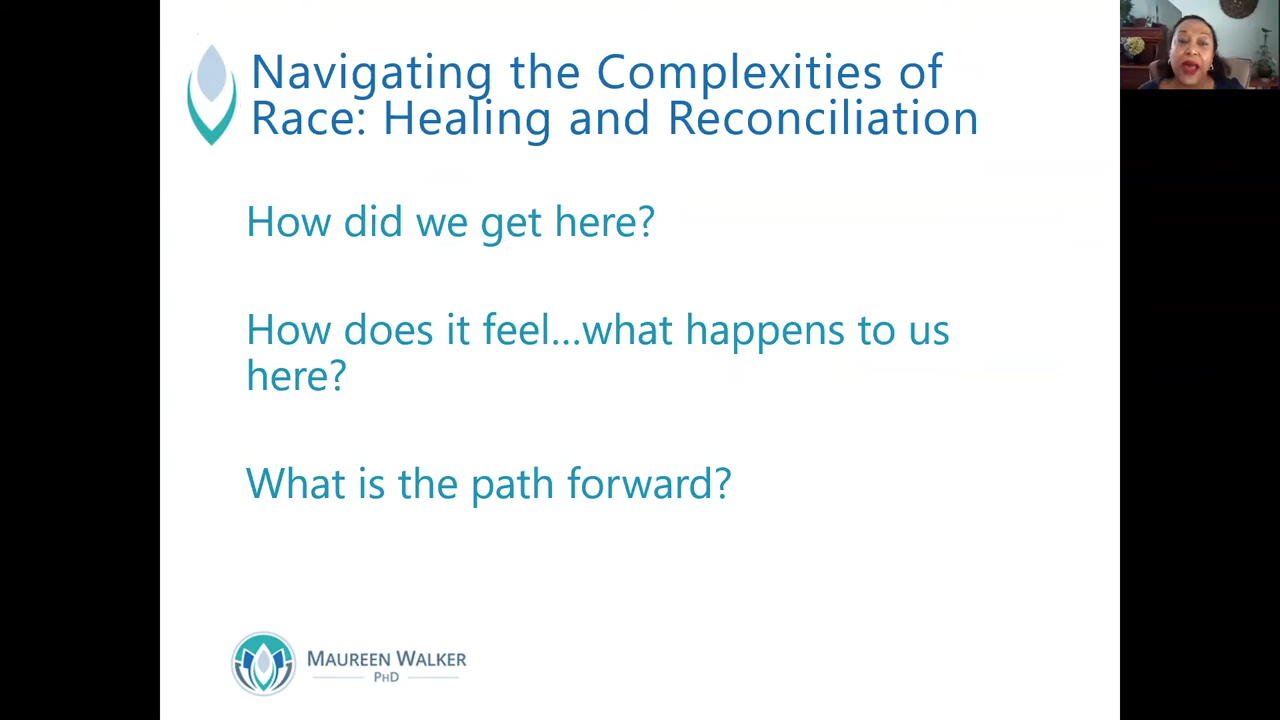 Navigating the Complexities of
Race: Healing and Reconciliation
How did we get here?
How does it feel...what happens to us
here?
What is the path forward?
MAUREEN WALKER
PHD